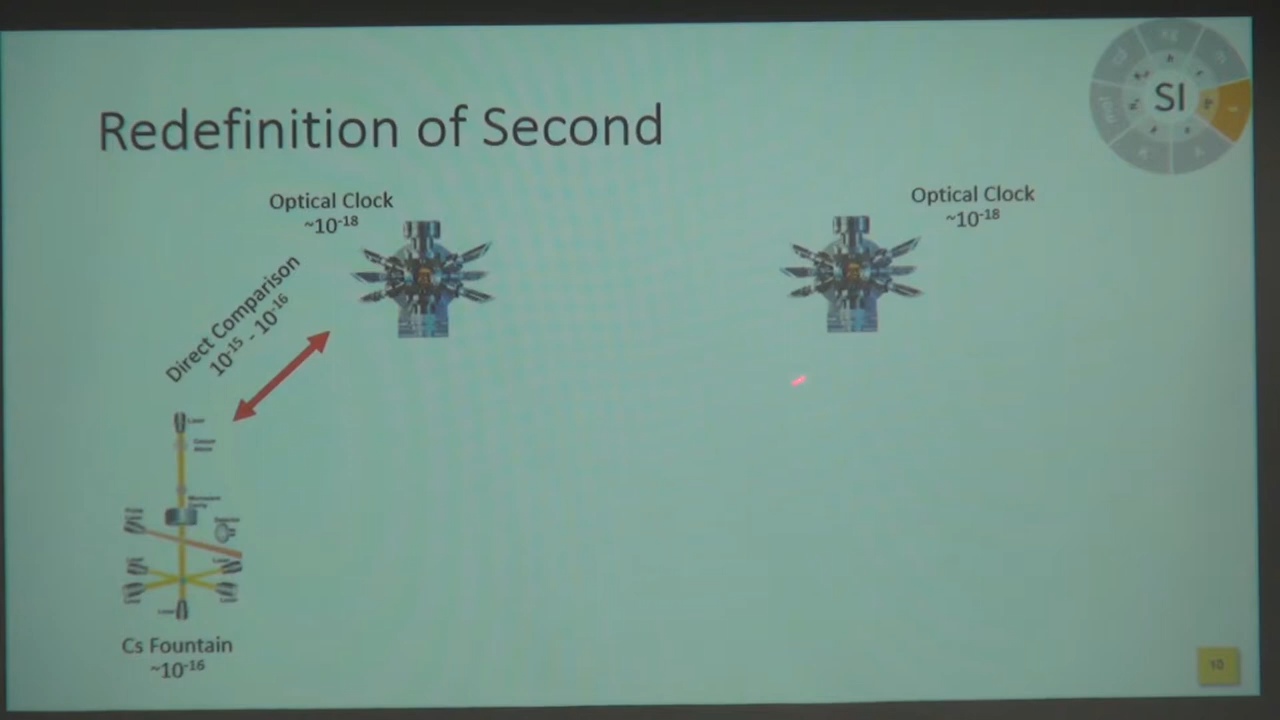 SI
Redefinition of Second
Optical Clock
~10⁻¹⁸
Optical Clock
~10⁻¹⁸
Direct Comparison
10⁻¹⁵ - 10⁻¹⁶
Cs Fountain
~10⁻¹⁶
10